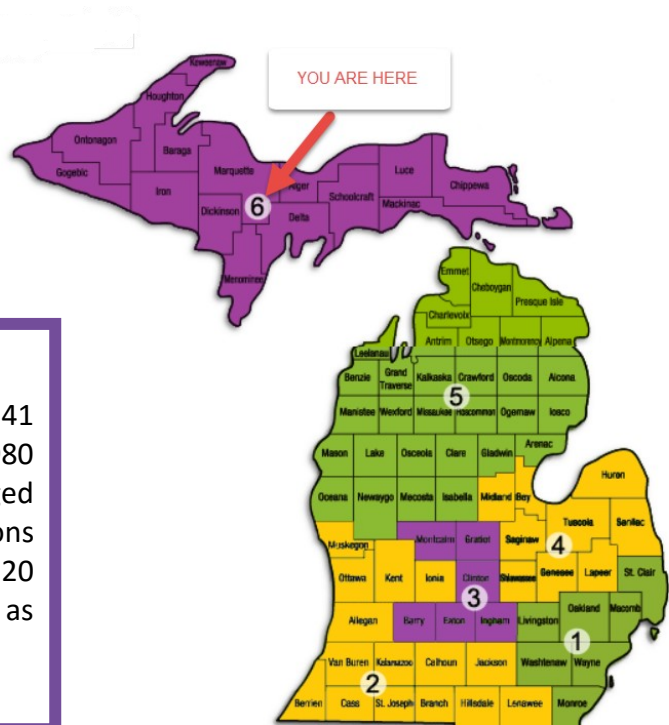 YOU ARE HERE
Keweenaw
Houghton
Ontonagon
Baraga
Gogebic
Iron
Marquette
Dickinson
6
Delta
Schoolcraft
Luce
Chippewa
Mackinac
Menominee
Emmet
Cheboygan
Presque Isle
Charlevoix
Antrim Otsego Montmorency Alpena
Leelanau
Benzie Grand Traverse Kalkaska Crawford Oscoda Alcona
5
Manistee Wexford Missaukee Roscommon Ogemaw Iosco
Mason Lake Osceola Clare Gladwin Arenac
Oceana Newaygo Mecosta Isabella Midland Bay
Huron
Tuscola Sanilac
Muskegon Montcalm Gratiot Saginaw
4
Ottawa Kent Ionia Clinton Shiawassee Genesee Lapeer St. Clair
3
Allegan Barry Eaton Ingham Livingston Oakland Macomb
1
Van Buren Kalamazoo Calhoun Jackson Washtenaw Wayne
2
Berrien Cass St. Joseph Branch Hillsdale Lenawee Monroe
41
80
ed
ons
20
as